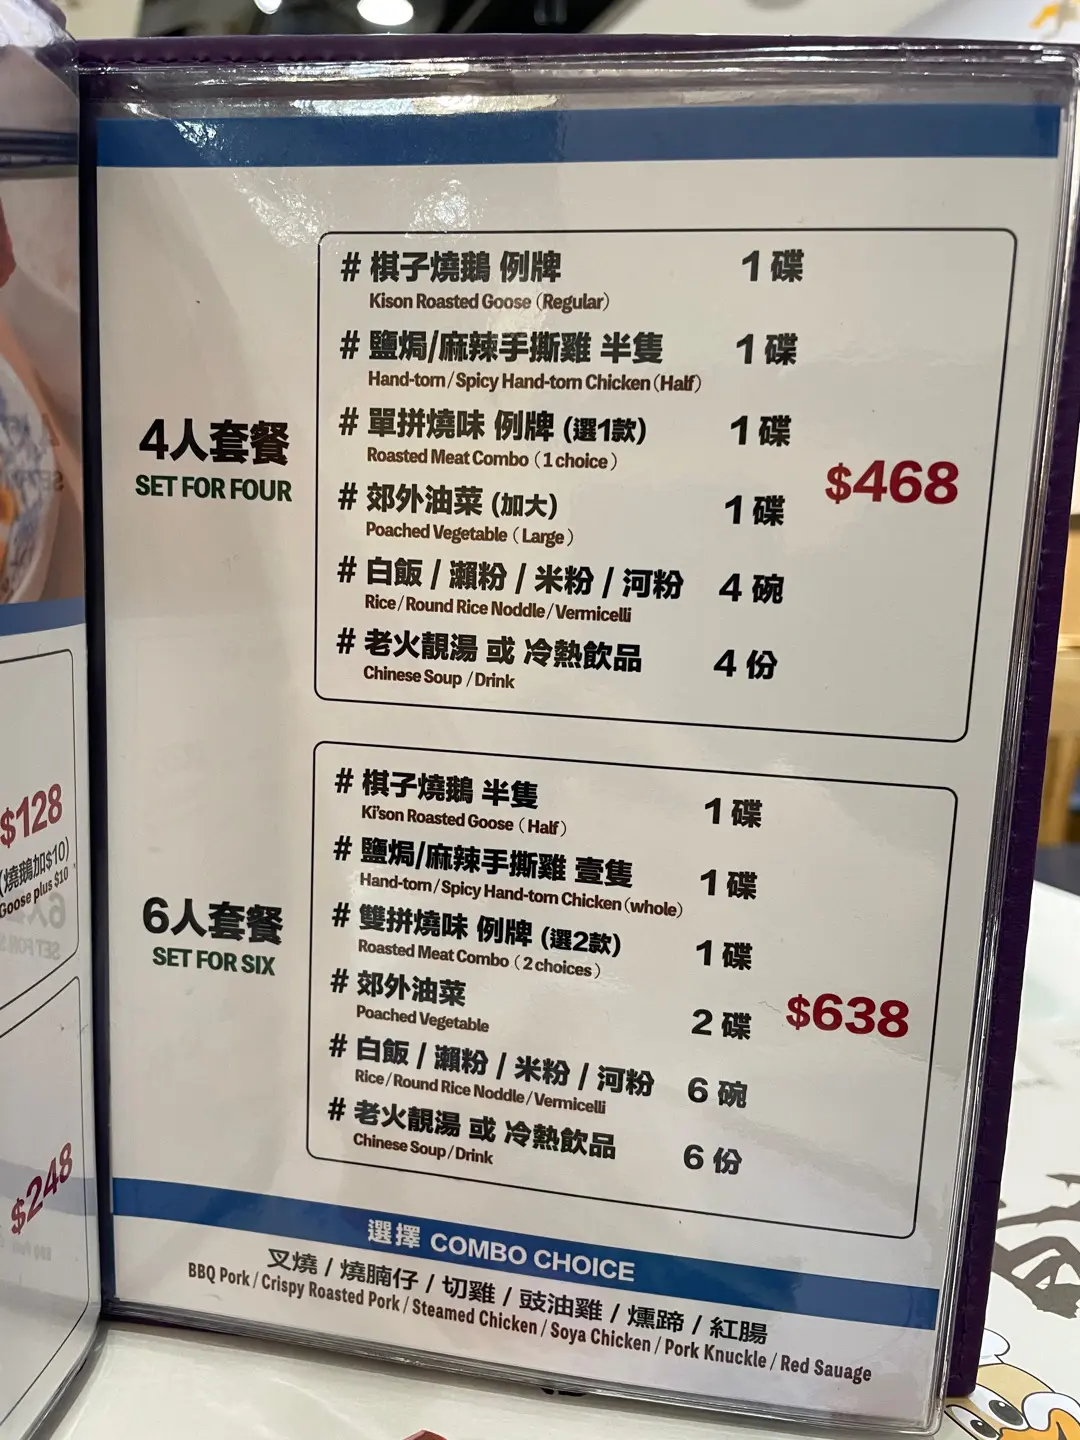 4人套餐
SET FOR FOUR
# 棋子燒鵝 例牌 1 碟
Kison Roasted Goose (Regular)
# 鹽焗/麻辣手撕雞 半隻 1 碟
Hand-torn/Spicy Hand-torn Chicken (Half)
# 單拼燒味 例牌 (選1款) 1 碟
Roasted Meat Combo (1 choice)
$468
# 郊外油菜 (加大) 1 碟
Poached Vegetable (Large)
# 白飯 / 瀨粉 / 米粉 / 河粉 4 碗
Rice/Round Rice Noddle/Vermicelli
# 老火靚湯 或 冷熱飲品 4 份
Chinese Soup /Drink
6人套餐
SET FOR SIX
# 棋子燒鵝 半隻 1 碟
Ki'son Roasted Goose (Half)
# 鹽焗/麻辣手撕雞 壹隻 1 碟
Hand-torn/Spicy Hand-torn Chicken (whole)
# 雙拼燒味 例牌 (選2款) 1 碟
Roasted Meat Combo (2 choices)
# 郊外油菜 2 碟
Poached Vegetable
$638
# 白飯 / 瀨粉 / 米粉 / 河粉 6 碗
Rice/Round Rice Noddle/Vermicelli
# 老火靚湯 或 冷熱飲品 6 份
Chinese Soup/Drink
選擇 COMBO CHOICE
叉燒 / 燒腩仔 / 切雞 / 豉油雞 / 燻蹄 / 紅腸
BBQ Pork / Crispy Roasted Pork / Steamed Chicken / Soya Chicken / Pork Knuckle / Red Sauage
$128
(燒鵝加$10)
Goose plus $10
$248